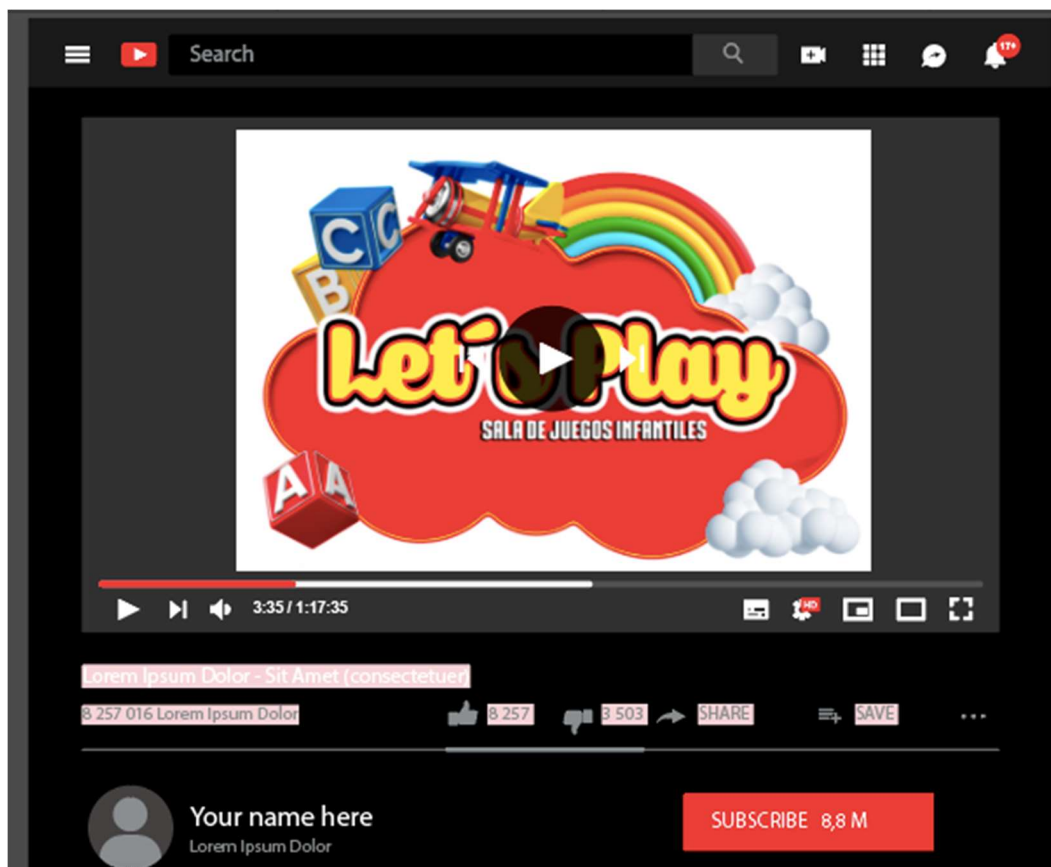 Search
17+
C C
B
Let´s Play
SALA DE JUEGOS INFANTILES
A A
3:35 / 1:17:35
HD
Lorem Ipsum Dolor - Sit Amet (consectetuer)
8 257 016 Lorem Ipsum Dolor 8 257 3 503 SHARE SAVE
Your name here
SUBSCRIBE 8,8 M
Lorem Ipsum Dolor